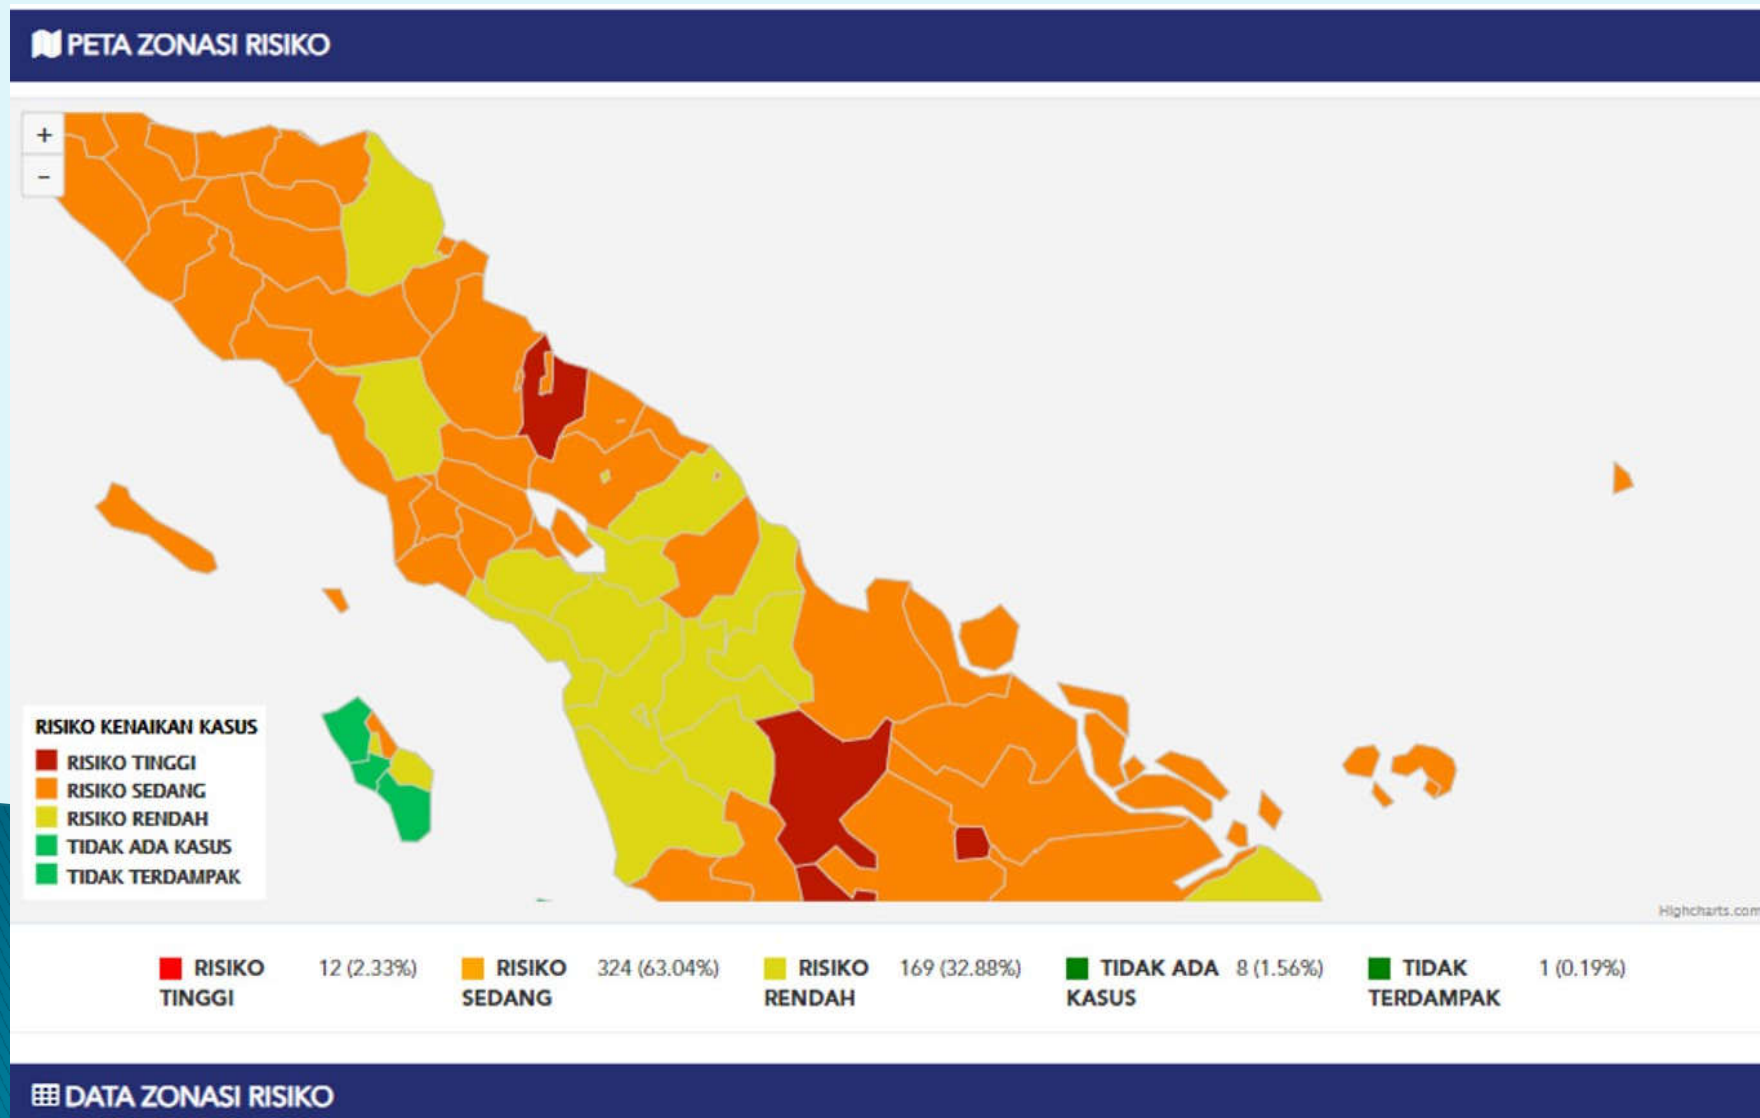 PETA ZONASI RISIKO
+
-
RISIKO KENAIKAN KASUS
RISIKO TINGGI
RISIKO SEDANG
RISIKO RENDAH
TIDAK ADA KASUS
TIDAK TERDAMPAK
Highcharts.com
RISIKO TINGGI 12 (2.33%)
RISIKO SEDANG 324 (63.04%)
RISIKO RENDAH 169 (32.88%)
TIDAK ADA KASUS 8 (1.56%)
TIDAK TERDAMPAK 1 (0.19%)
DATA ZONASI RISIKO